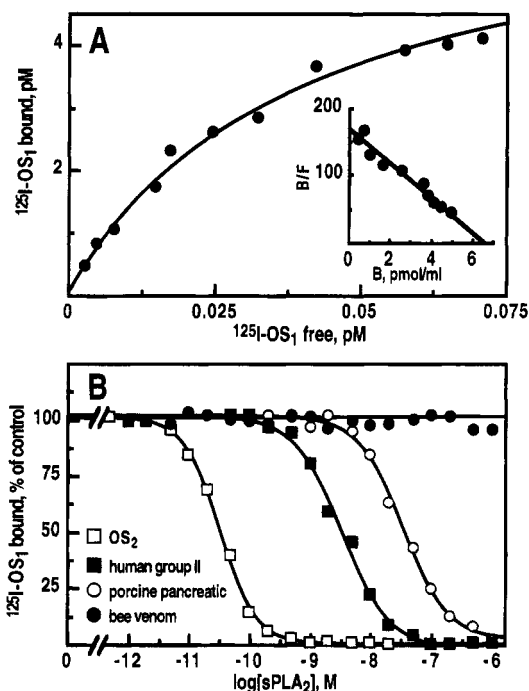 A
¹²⁵I-OS₁ bound, pM
4
2
0
0.025
0.05
0.075
¹²⁵I-OS₁ free, pM
200
100
B/F
0
2
4
6
B, pmol/ml
B
¹²⁵I-OS₁ bound, % of control
100
75
50
25
OS₂
human group II
porcine pancreatic
bee venom
0
-12
-11
-10
-9
-8
-7
-6
log[sPLA₂], M